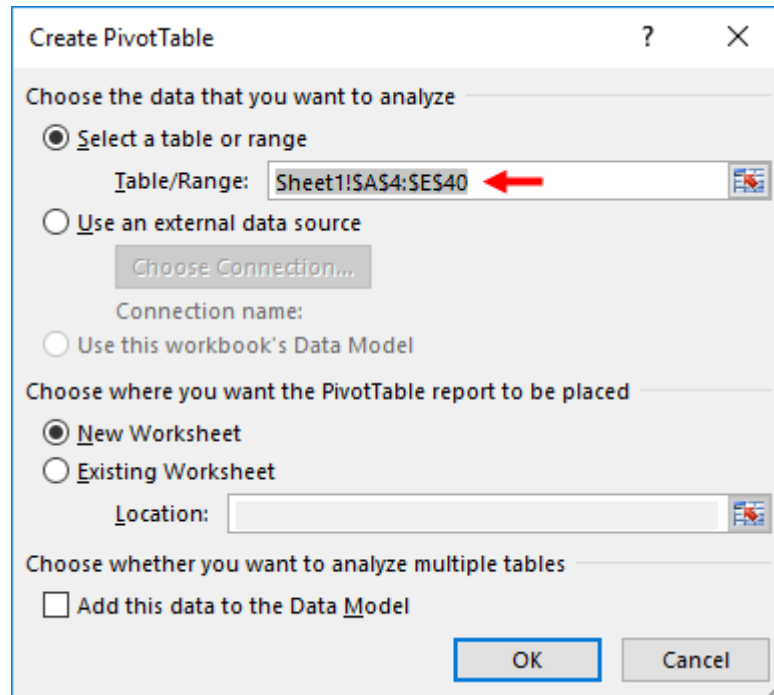 Create PivotTable ?
Choose the data that you want to analyze
Select a table or range
Table/Range: Sheet1!$A$4:$E$40
Use an external data source
Choose Connection...
Connection name:
Use this workbook's Data Model
Choose where you want the PivotTable report to be placed
New Worksheet
Existing Worksheet
Location:
Choose whether you want to analyze multiple tables
Add this data to the Data Model
OK Cancel